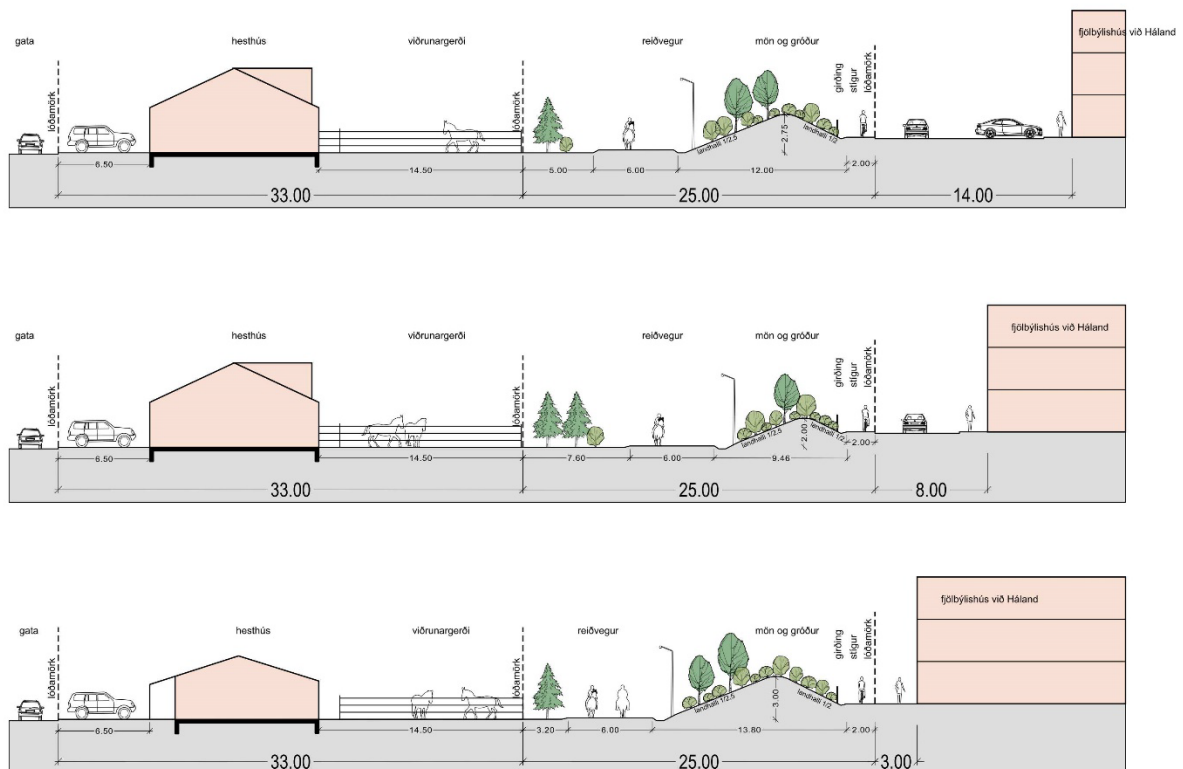 gata hesthús viðrunargerði reiðvegur mön og gróður fjölbýlishús við Háland
lóðamörk lóðamörk girðing stígur lóðamörk
landhalli 1/2,5 2.75 landhalli 1/2
6.50 14.50 5.00 6.00 12.00 2.00
33.00 25.00 14.00
gata hesthús viðrunargerði reiðvegur mön og gróður fjölbýlishús við Háland
lóðamörk lóðamörk girðing stígur lóðamörk
landhalli 1/2,5 2.00 landhalli 1/2
6.50 14.50 7.60 6.00 9.46 2.00
33.00 25.00 8.00
fjölbýlishús við Háland
gata hesthús viðrunargerði reiðvegur mön og gróður
lóðamörk lóðamörk girðing stígur lóðamörk
landhalli 1/2,5 3.00 landhalli 1/2
6.50 14.50 3.20 6.00 13.80 2.00
33.00 25.00 3.00